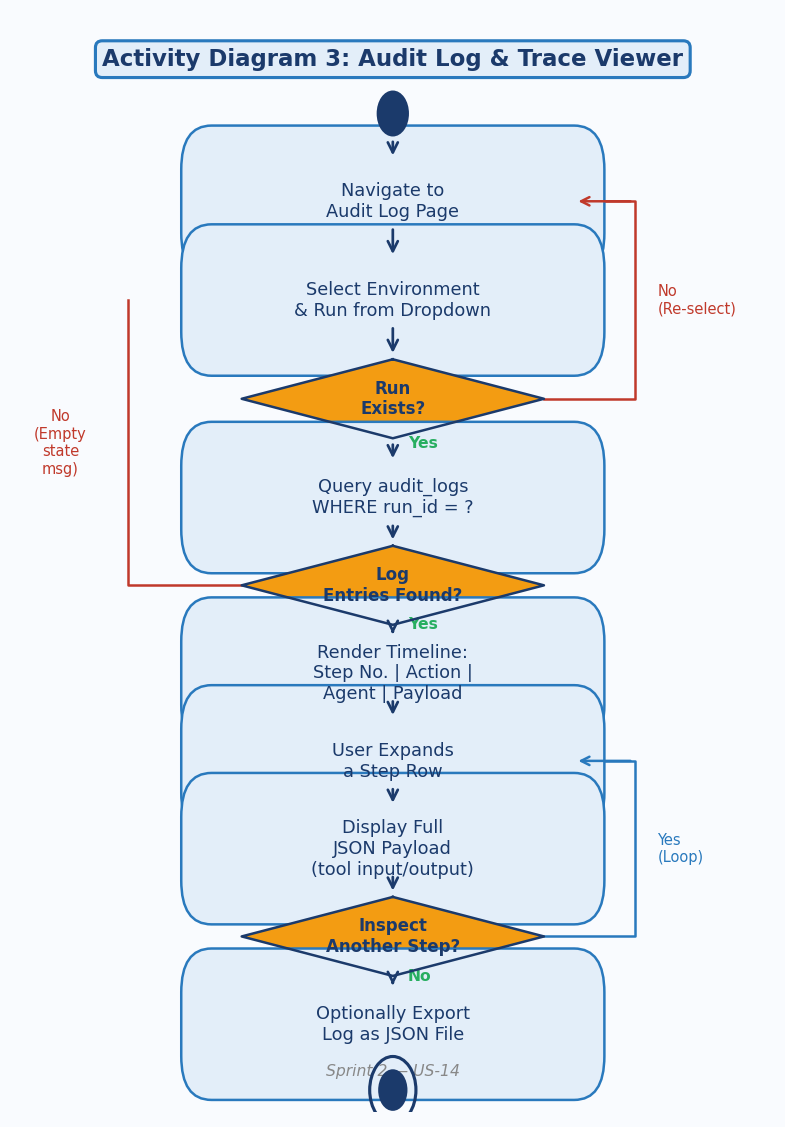 Activity Diagram 3: Audit Log & Trace Viewer
Navigate to
Audit Log Page
Select Environment
& Run from Dropdown
No
(Re-select)
Run
Exists?
No
(Empty
state
msg)
Yes
Query audit_logs
WHERE run_id = ?
Log
Entries Found?
Yes
Render Timeline:
Step No. | Action |
Agent | Payload
User Expands
a Step Row
Display Full
JSON Payload
(tool input/output)
Yes
(Loop)
Inspect
Another Step?
No
Optionally Export
Log as JSON File
Sprint 2 — US-14